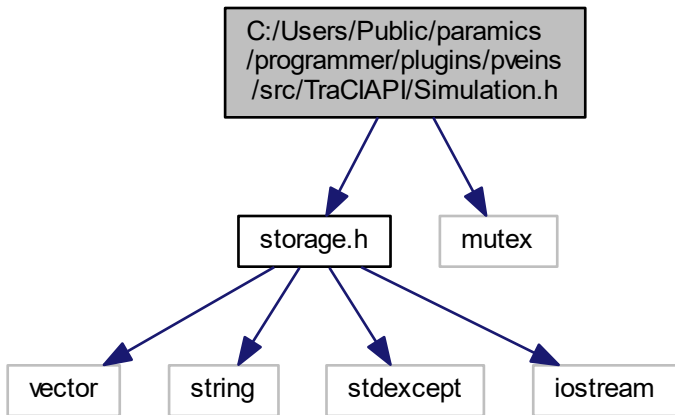 C:/Users/Public/paramics
/programmer/plugins/pveins
/src/TraCIAPI/Simulation.h
storage.h
mutex
vector
string
stdexcept
iostream